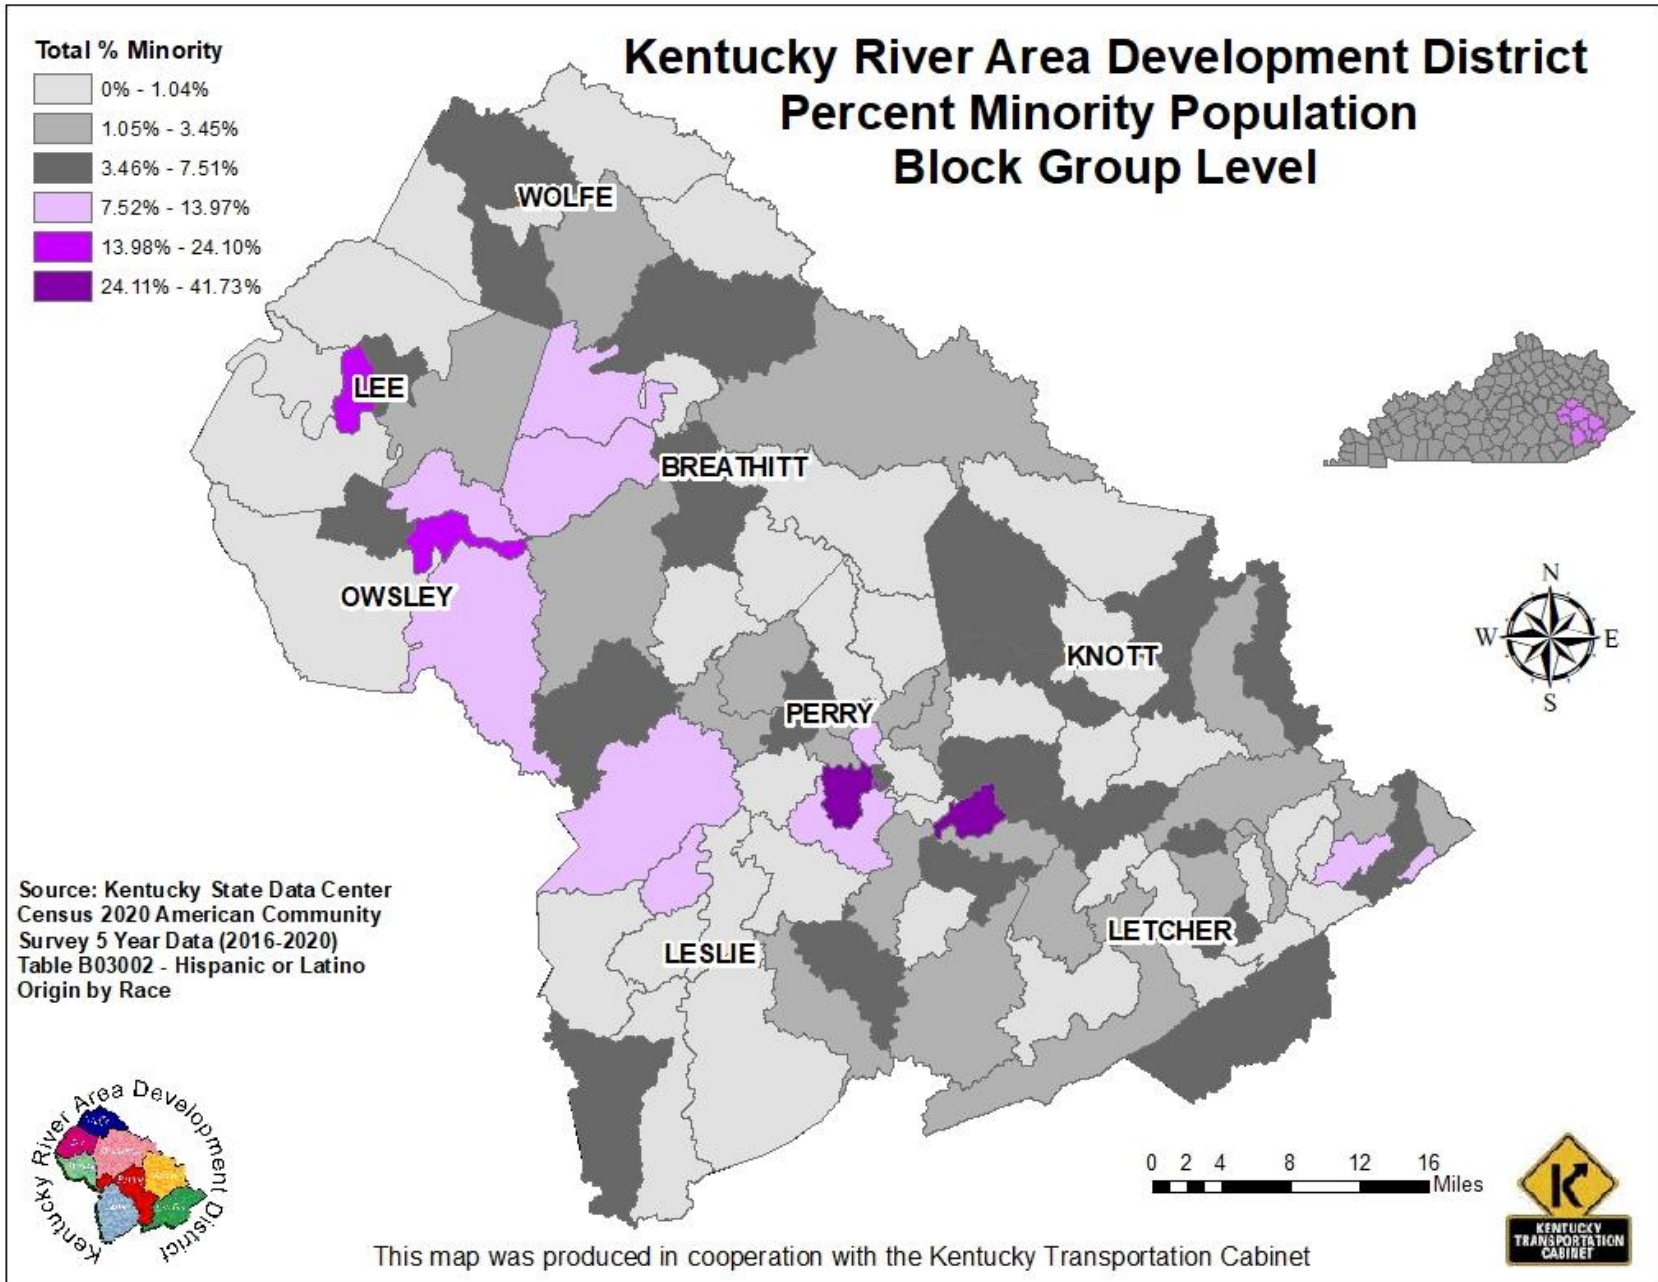 Kentucky River Area Development District
Percent Minority Population
Block Group Level
Total % Minority
0% - 1.04%
1.05% - 3.45%
3.46% - 7.51%
7.52% - 13.97%
13.98% - 24.10%
24.11% - 41.73%
WOLFE
LEE
BREATHITT
OWSLEY
KNOTT
PERRY
LETCHER
LESLIE
N
W E
S
Source: Kentucky State Data Center
Census 2020 American Community
Survey 5 Year Data (2016-2020)
Table B03002 - Hispanic or Latino
Origin by Race
Kentucky River Area Development District
0 2 4 8 12 16
Miles
KENTUCKY
TRANSPORTATION
CABINET
This map was produced in cooperation with the Kentucky Transportation Cabinet